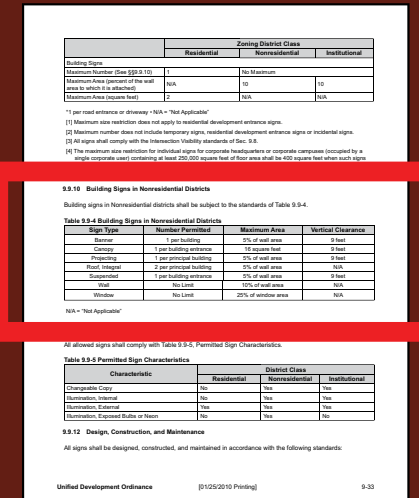 Zoning District Class
Residential Nonresidential Institutional
Building Signs
Maximum Number (See §§9.9.10) 1 No Maximum
Maximum Area (percent of the wall area to which it is attached) N/A 10 10
Maximum Area (square feet) 2 N/A N/A
*1 per road entrance or driveway • N/A = "Not Applicable"
[1] Maximum size restriction does not apply to residential development entrance signs.
[2] Maximum number does not include temporary signs, residential development entrance signs or incidental signs.
[3] All signs shall comply with the Intersection Visibility standards of Sec. 9.8.
[4] The maximum size restriction for individual signs for corporate headquarters or corporate campuses (occupied by a
single corporate user) containing at least 250,000 square feet of floor area shall be 400 square feet when such signs
9.9.10 Building Signs in Nonresidential Districts
Building signs in Nonresidential districts shall be subject to the standards of Table 9.9-4.
Table 9.9-4 Building Signs in Nonresidential Districts
Sign Type Number Permitted Maximum Area Vertical Clearance
Banner 1 per building 5% of wall area 9 feet
Canopy 1 per building entrance 16 square feet 9 feet
Projecting 1 per principal building 5% of wall area 9 feet
Roof, Integral 2 per principal building 5% of wall area N/A
Suspended 1 per building entrance 5% of wall area 9 feet
Wall No Limit 10% of wall area N/A
Window No Limit 25% of window area N/A
N/A = "Not Applicable"
All allowed signs shall comply with Table 9.9-5, Permitted Sign Characteristics.
Table 9.9-5 Permitted Sign Characteristics
Characteristic District Class
Residential Nonresidential Institutional
Changeable Copy No Yes Yes
Illumination, Internal No Yes Yes
Illumination, External Yes Yes Yes
Illumination, Exposed Bulbs or Neon No Yes No
9.9.12 Design, Construction, and Maintenance
All signs shall be designed, constructed, and maintained in accordance with the following standards:
Unified Development Ordinance [01/25/2010 Printing] 9-33